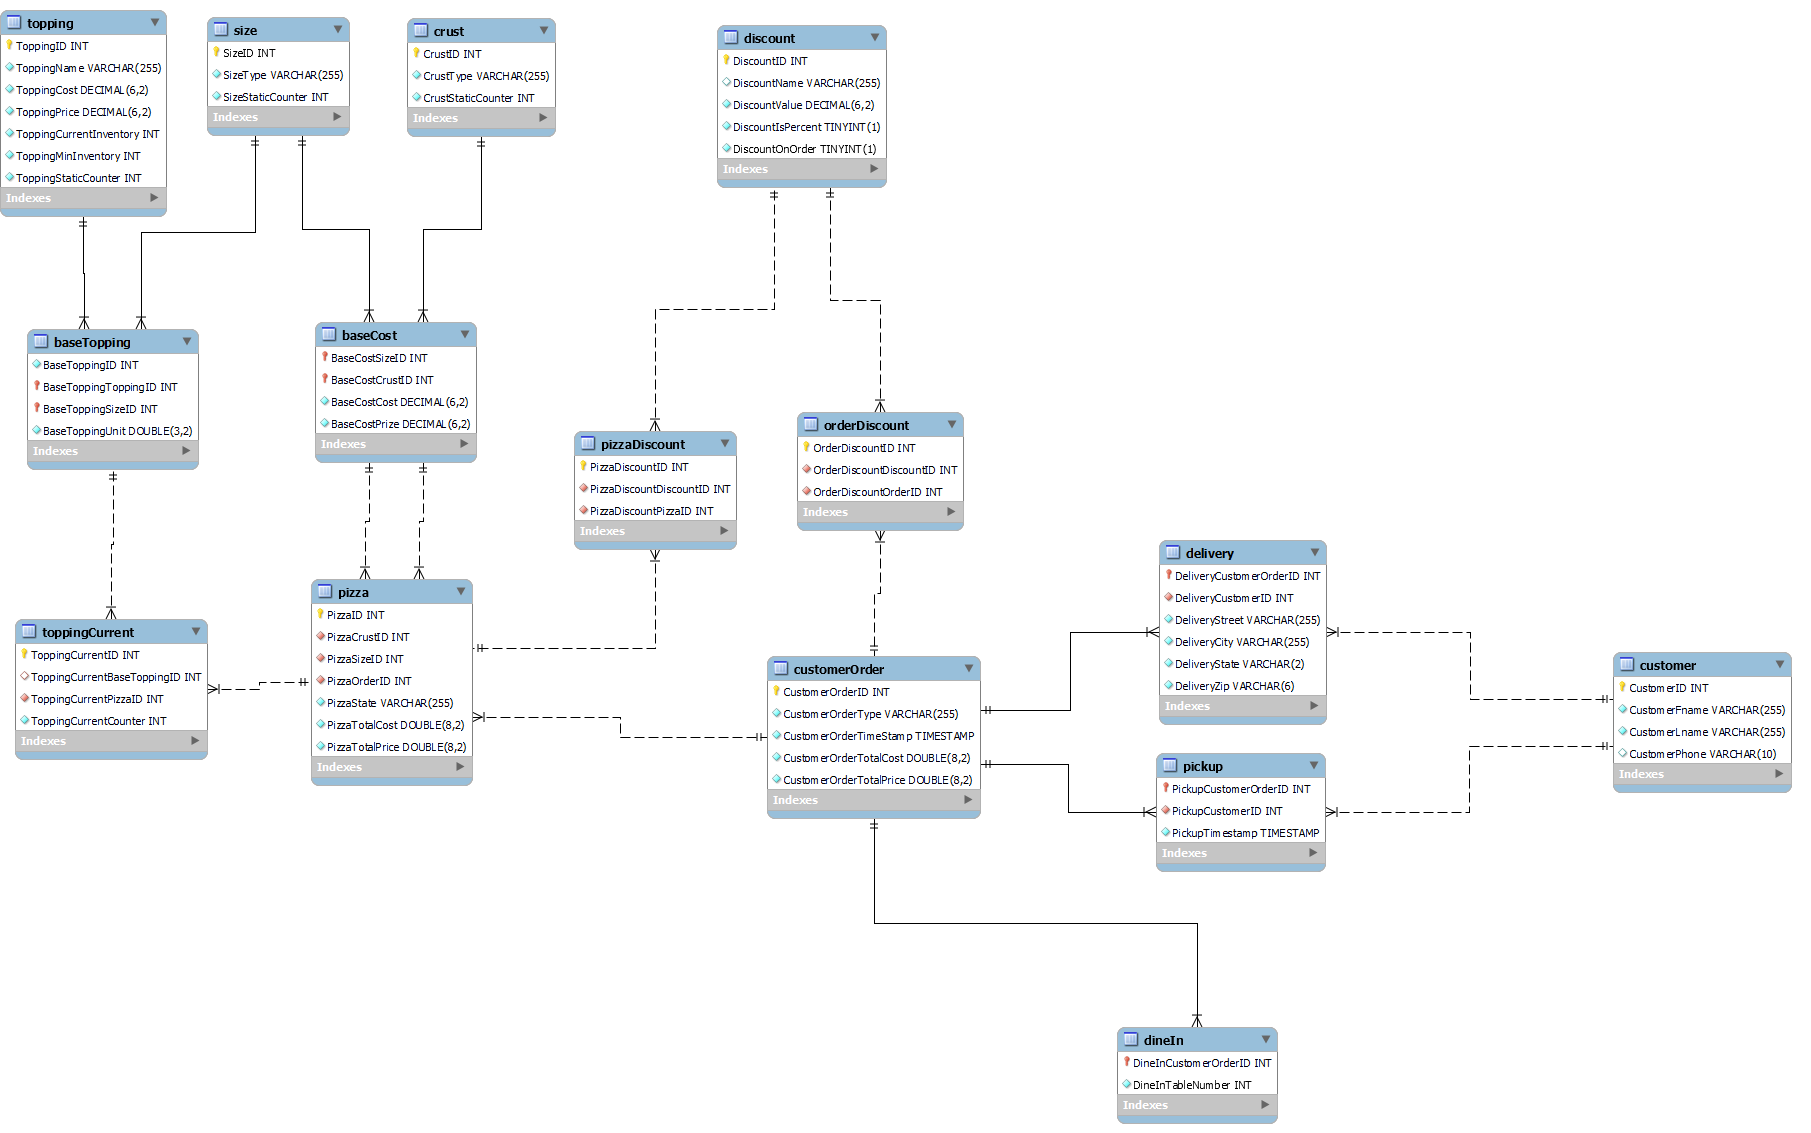 topping
ToppingID INT
ToppingName VARCHAR(255)
ToppingCost DECIMAL(6,2)
ToppingPrice DECIMAL(6,2)
ToppingCurrentInventory INT
ToppingMinInventory INT
ToppingStaticCounter INT
Indexes
size
SizeID INT
SizeType VARCHAR(255)
SizeStaticCounter INT
Indexes
crust
CrustID INT
CrustType VARCHAR(255)
CrustStaticCounter INT
Indexes
discount
DiscountID INT
DiscountName VARCHAR(255)
DiscountValue DECIMAL(6,2)
DiscountIsPercent TINYINT(1)
DiscountOnOrder TINYINT(1)
Indexes
baseTopping
BaseToppingID INT
BaseToppingToppingID INT
BaseToppingSizeID INT
BaseToppingUnit DOUBLE(3,2)
Indexes
baseCost
BaseCostSizeID INT
BaseCostCrustID INT
BaseCostCost DECIMAL(6,2)
BaseCostPrize DECIMAL(6,2)
Indexes
pizzaDiscount
PizzaDiscountID INT
PizzaDiscountDiscountID INT
PizzaDiscountPizzaID INT
Indexes
orderDiscount
OrderDiscountID INT
OrderDiscountDiscountID INT
OrderDiscountOrderID INT
Indexes
toppingCurrent
ToppingCurrentID INT
ToppingCurrentBaseToppingID INT
ToppingCurrentPizzaID INT
ToppingCurrentCounter INT
Indexes
pizza
PizzaID INT
PizzaCrustID INT
PizzaSizeID INT
PizzaOrderID INT
PizzaState VARCHAR(255)
PizzaTotalCost DOUBLE(8,2)
PizzaTotalPrice DOUBLE(8,2)
Indexes
customerOrder
CustomerOrderID INT
CustomerOrderType VARCHAR(255)
CustomerOrderTimeStamp TIMESTAMP
CustomerOrderTotalCost DOUBLE(8,2)
CustomerOrderTotalPrice DOUBLE(8,2)
Indexes
delivery
DeliveryCustomerOrderID INT
DeliveryCustomerID INT
DeliveryStreet VARCHAR(255)
DeliveryCity VARCHAR(255)
DeliveryState VARCHAR(2)
DeliveryZip VARCHAR(6)
Indexes
pickup
PickupCustomerOrderID INT
PickupCustomerID INT
PickupTimestamp TIMESTAMP
Indexes
customer
CustomerID INT
CustomerFname VARCHAR(255)
CustomerLname VARCHAR(255)
CustomerPhone VARCHAR(10)
Indexes
dineIn
DineInCustomerOrderID INT
DineInTableNumber INT
Indexes